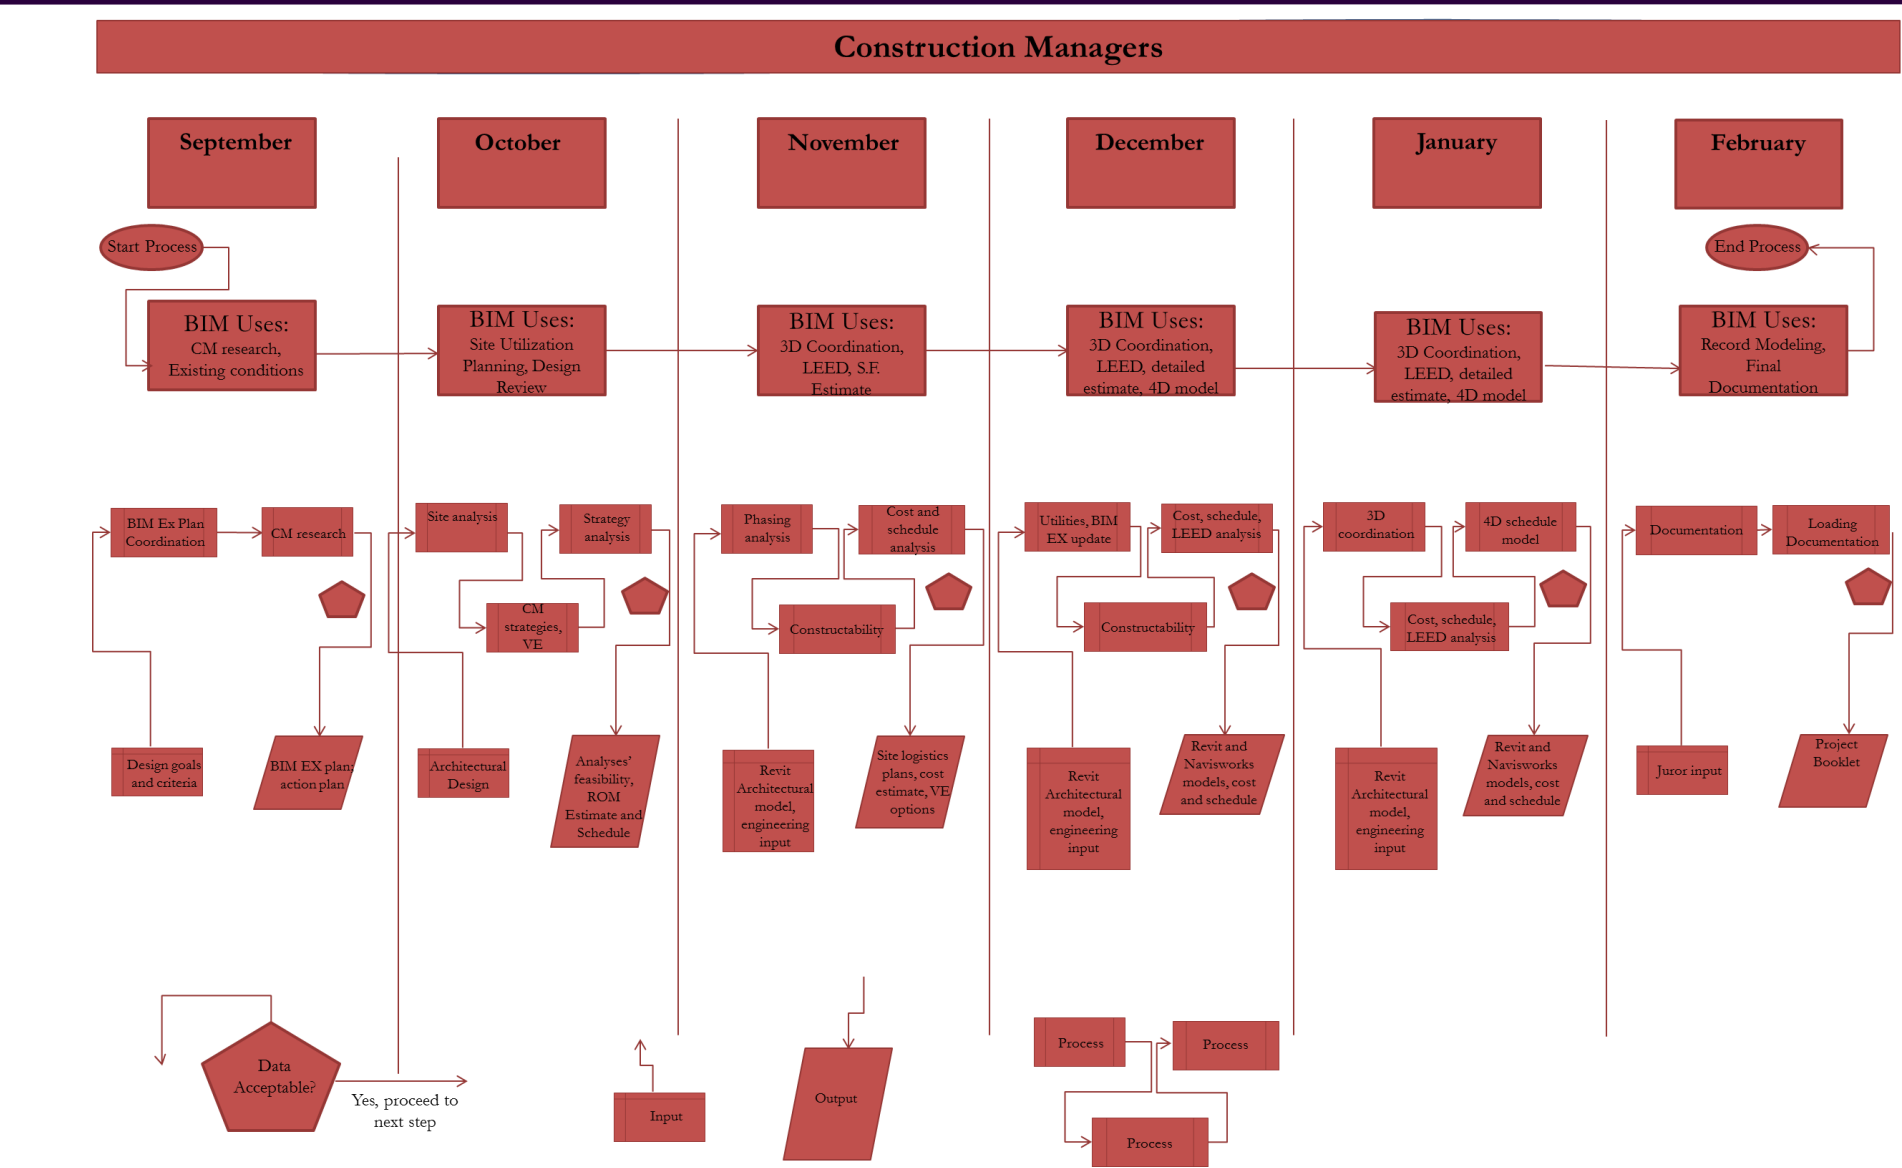 Construction Managers
September
October
November
December
January
February
Start Process
End Process
BIM Uses:
CM research,
Existing conditions
BIM Uses:
Site Utilization
Planning, Design
Review
BIM Uses:
3D Coordination,
LEED, S.F.
Estimate
BIM Uses:
3D Coordination,
LEED, detailed
estimate, 4D model
BIM Uses:
3D Coordination,
LEED, detailed
estimate, 4D model
BIM Uses:
Record Modeling,
Final
Documentation
BIM Ex Plan
Coordination
CM research
Site analysis
Strategy
analysis
CM
strategies,
VE
Phasing
analysis
Cost and
schedule
analysis
Constructability
Utilities, BIM
EX update
Cost, schedule,
LEED analysis
Constructability
3D
coordination
4D schedule
model
Cost, schedule,
LEED analysis
Documentation
Loading
Documentation
Design goals
and criteria
BIM EX plan;
action plan
Architectural
Design
Analyses’
feasibility,
ROM
Estimate and
Schedule
Revit
Architectural
model,
engineering
input
Site logistics
plans, cost
estimate, VE
options
Revit
Architectural
model,
engineering
input
Revit and
Navisworks
models, cost
and schedule
Revit
Architectural
model,
engineering
input
Revit and
Navisworks
models, cost
and schedule
Juror input
Project
Booklet
Data
Acceptable?
Yes, proceed to
next step
Input
Output
Process
Process
Process